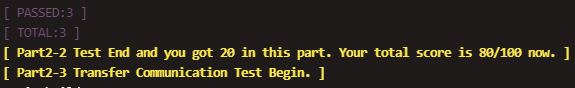 [ PASSED:3 ]
[ TOTAL:3 ]
[ Part2-2 Test End and you got 20 in this part. Your total score is 80/100 now. ]
[ Part2-3 Transfer Communication Test Begin. ]